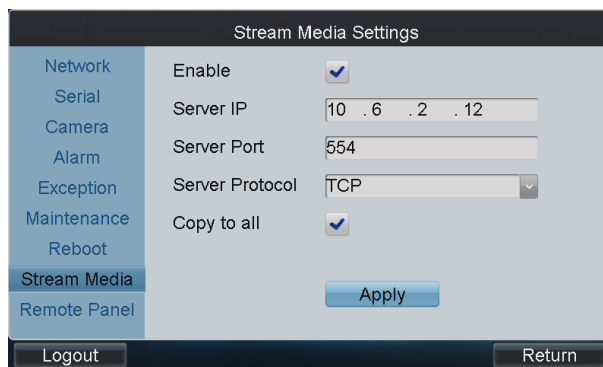 Stream Media Settings
Network
Serial
Camera
Alarm
Exception
Maintenance
Reboot
Stream Media
Remote Panel
Enable
Server IP 10 . 6 . 2 . 12
Server Port 554
Server Protocol TCP
Copy to all
Apply
Logout
Return